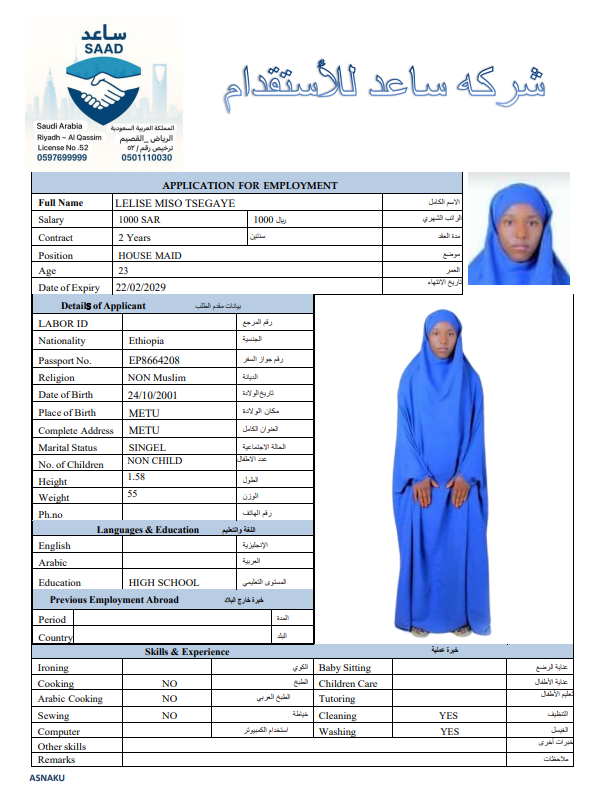 ساعد
SAAD
Saudi Arabia
المملكة العربية السعودية
Riyadh ~ Al Qassim
الرياض _القصيم
License No .52
ترخيص رقم / ٥٢
0597699999
0501110030
شركه ساعد للأستقدام
APPLICATION FOR EMPLOYMENT
Full Name LELISE MISO TSEGAYE الاسم الكامل
Salary 1000 SAR 1000 ريال الراتب الشهري
Contract 2 Years سنتين مدة العقد
Position HOUSE MAID موضع
Age 23 العمر
Date of Expiry 22/02/2029 تاريخ الانتهاء
Details of Applicant بيانات مقدم الطلب
LABOR ID رقم المرجع
Nationality Ethiopia الجنسية
Passport No. EP8664208 رقم جواز السفر
Religion NON Muslim الديانة
Date of Birth 24/10/2001 تاريخ الولادة
Place of Birth METU مكان الولادة
Complete Address METU العنوان الكامل
Marital Status SINGEL الحالة الإجتماعية
No. of Children NON CHILD عدد الاطفال
Height 1.58 الطول
Weight 55 الوزن
Ph.no رقم الهاتف
Languages & Education اللغة والتعليم
English الإنجليزية
Arabic العربية
Education HIGH SCHOOL المستوى التعليمي
Previous Employment Abroad خبرة خارج البلاد
Period المدة
Country البلد
Skills & Experience خبرة عملية
Ironing الكوي Baby Sitting عناية الرضع
Cooking NO الطبخ Children Care عناية الأطفال
Arabic Cooking NO الطبخ العربي Tutoring تعليم الأطفال
Sewing NO خياطة Cleaning YES التنظيف
Computer استخدام الكمبيوتر Washing YES الغيسل
Other skills خبرات أخرى
Remarks ملاحظات
ASNAKU